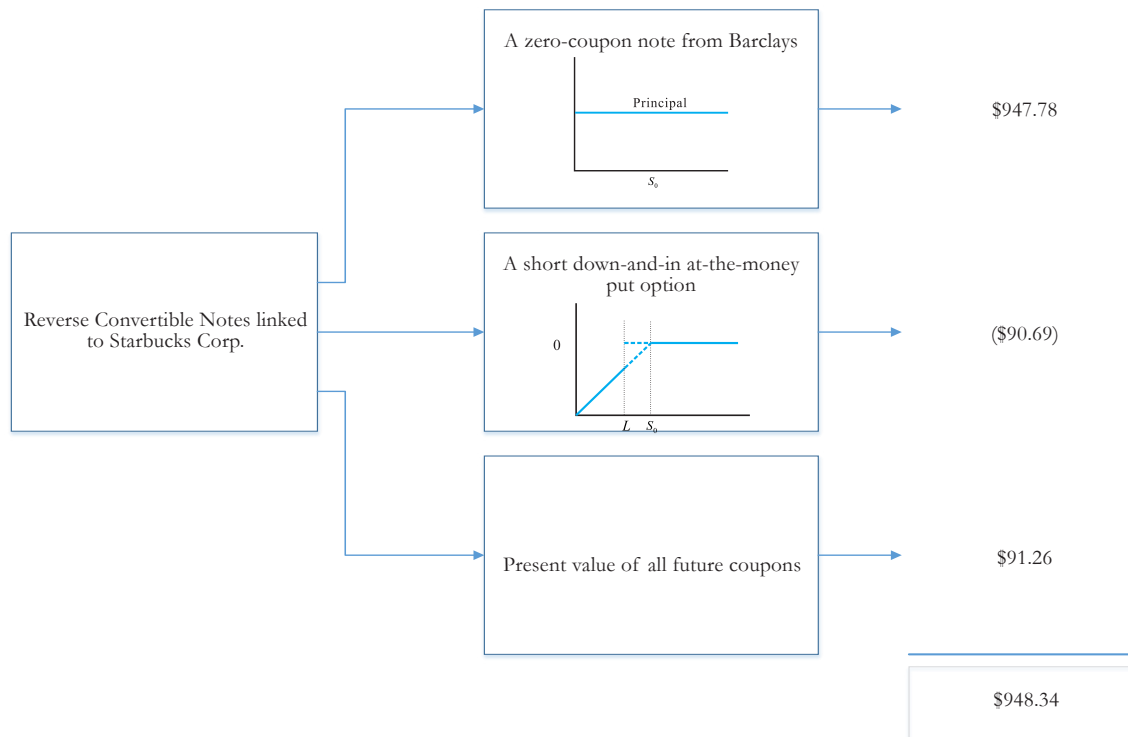 A zero-coupon note from Barclays
Principal
S₀
$947.78
Reverse Convertible Notes linked
to Starbucks Corp.
A short down-and-in at-the-money
put option
0
L S₀
($90.69)
Present value of all future coupons
$91.26
$948.34